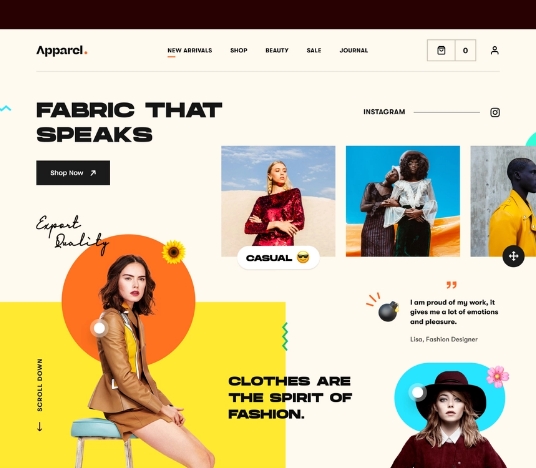 Apparel.
NEW ARRIVALS SHOP BEAUTY SALE JOURNAL
0
FABRIC THAT
SPEAKS
INSTAGRAM
Shop Now
Export
Quality
CASUAL
I am proud of my work, it
gives me a lot of emotions
and pleasure.
Lisa, Fashion Designer
SCROLL DOWN
CLOTHES ARE
THE SPIRIT OF
FASHION.